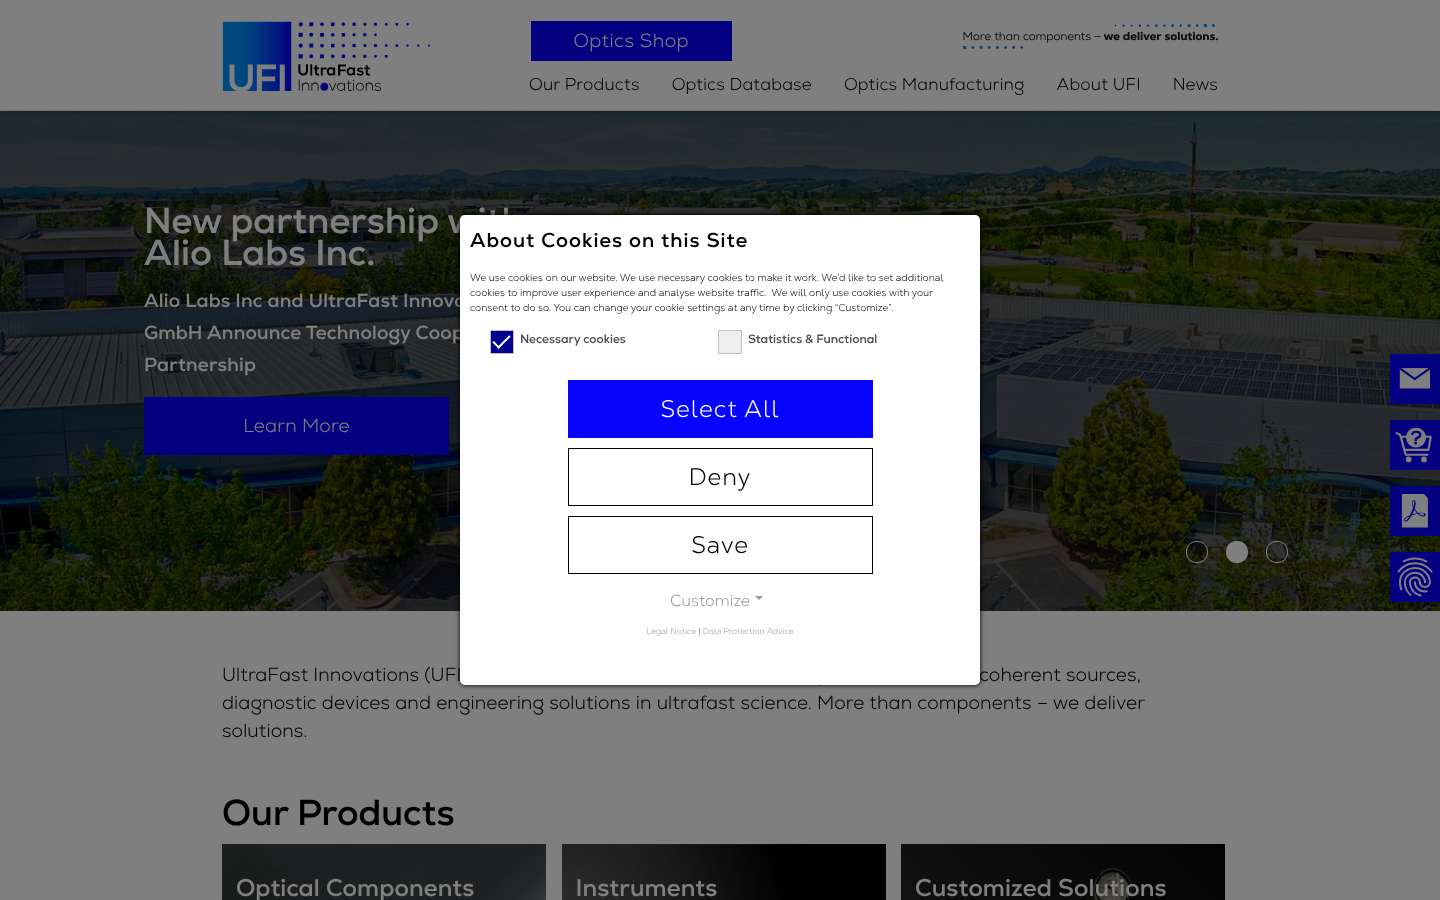 UFI UltraFast
Innovations
Optics Shop
More than components – we deliver solutions.
Our Products
Optics Database
Optics Manufacturing
About UFI
News
New partnership with
Alio Labs Inc.
Alio Labs Inc and UltraFast
GmbH Announce Technology
Partnership
Learn More
About Cookies on this Site
We use cookies on our website. We use necessary cookies to make it work. We'd like to set additional
cookies to improve user experience and analyse website traffic. We will only use cookies with your
consent to do so. You can change your cookie settings at any time by clicking "Customize".
Necessary cookies
Statistics & Functional
Select All
Deny
Save
Customize
Legal Notice | Data Protection Advise
UltraFast Innovations (UFI coherent sources,
diagnostic devices and engineering solutions in ultrafast science. More than components – we deliver
solutions.
Our Products
Optical Components
Instruments
Customized Solutions